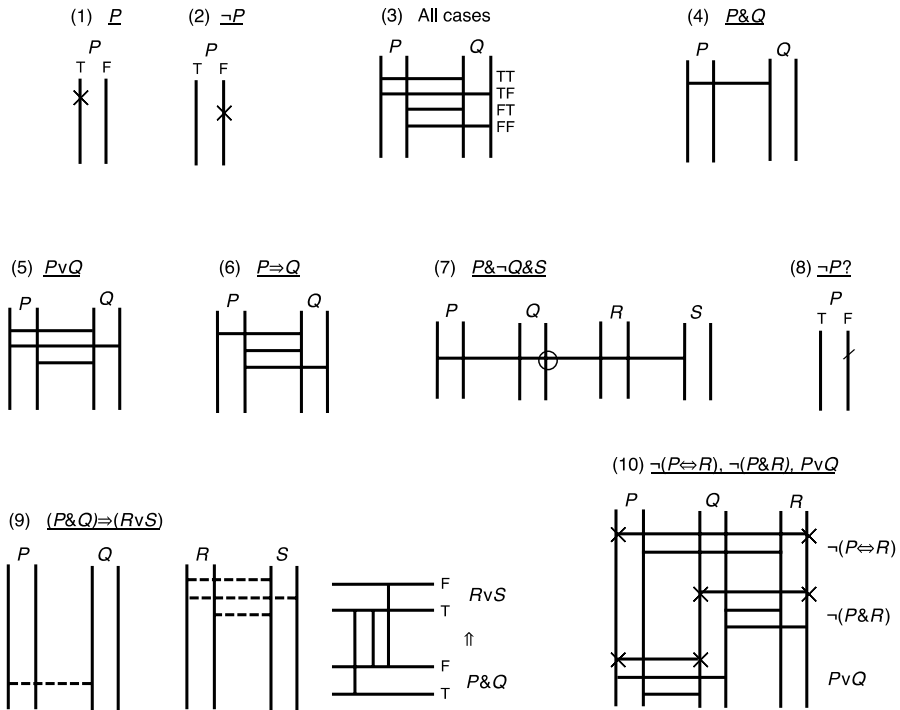 (1) P
(2) ¬P
(3) All cases
(4) P&Q
P
T F
P
T F
P Q
TT
TF
FT
FF
P Q
(5) PvQ
(6) P⇒Q
(7) P&¬Q&S
(8) ¬P?
P Q
P Q
P Q R S
P
T F
(9) (P&Q)⇒(RvS)
P Q
R S
F
T
RvS
⇑
F
T
P&Q
(10) ¬(P⇔R), ¬(P&R), PvQ
P Q R
¬(P⇔R)
¬(P&R)
PvQ